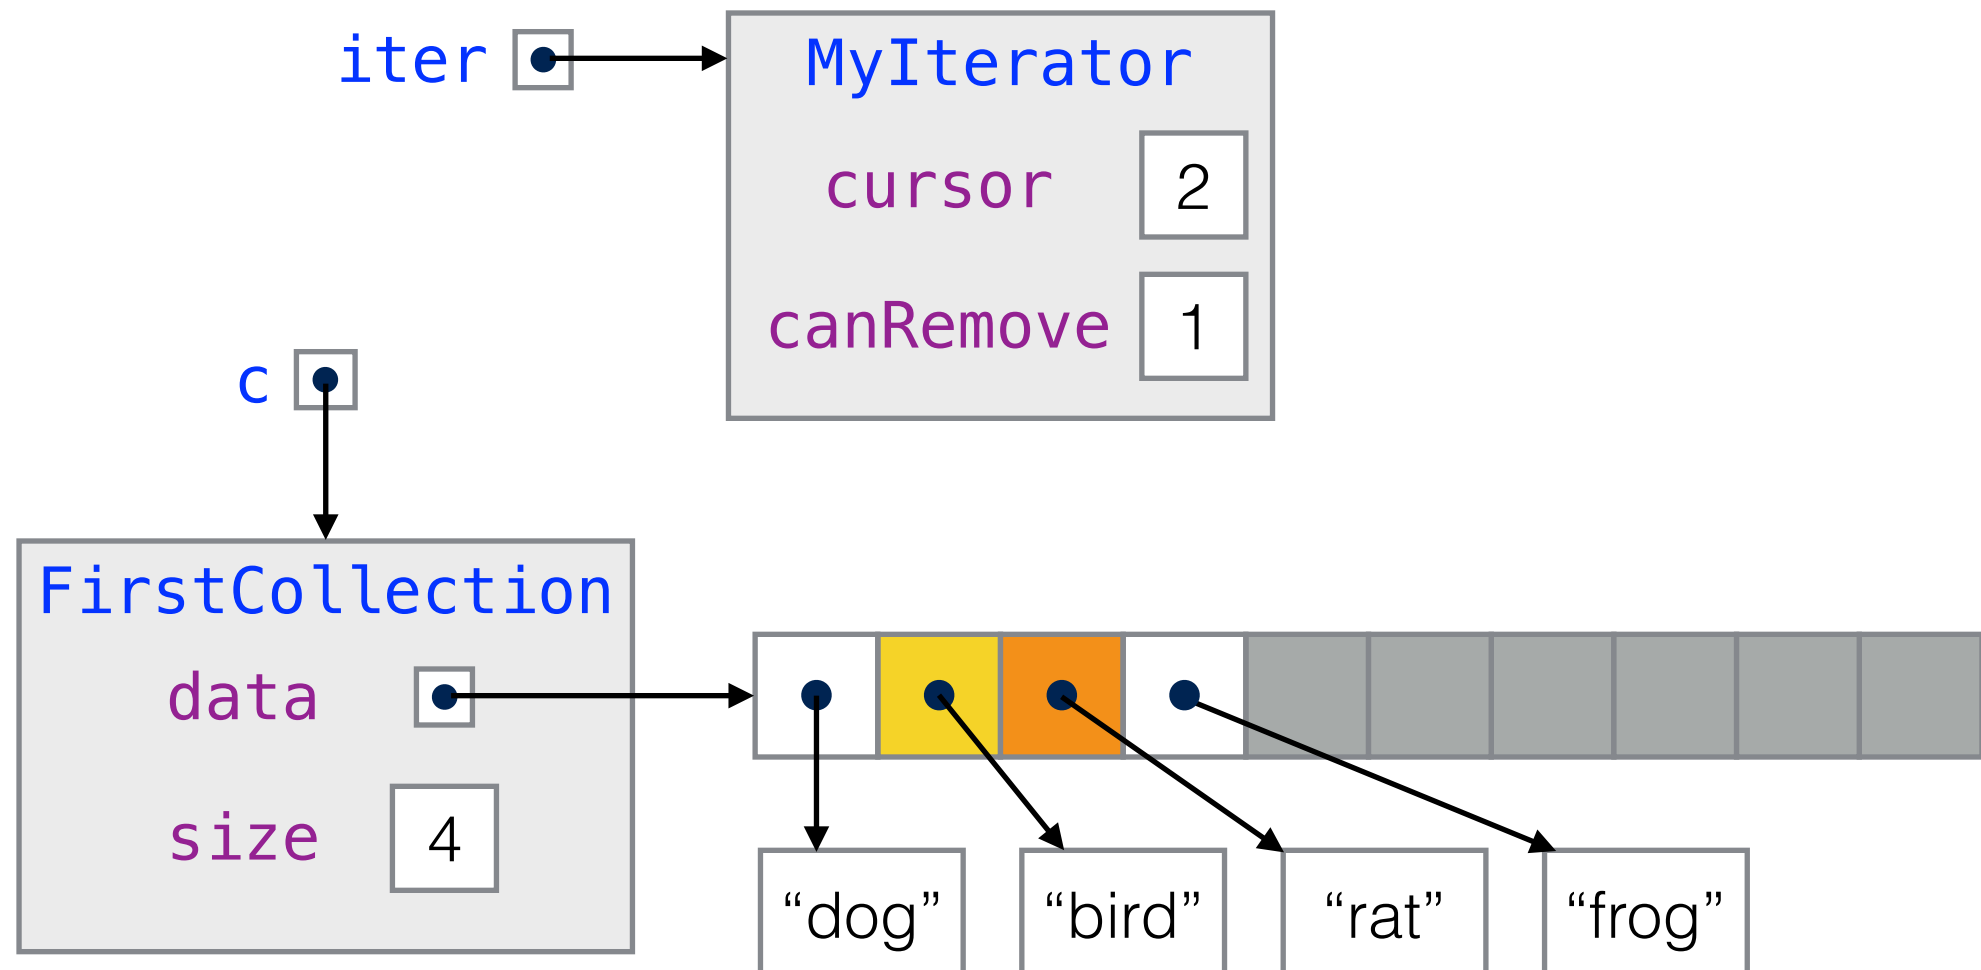 iter
MyIterator
cursor 2
canRemove 1
c
FirstCollection
data
size 4
“dog” “bird” “rat” “frog”